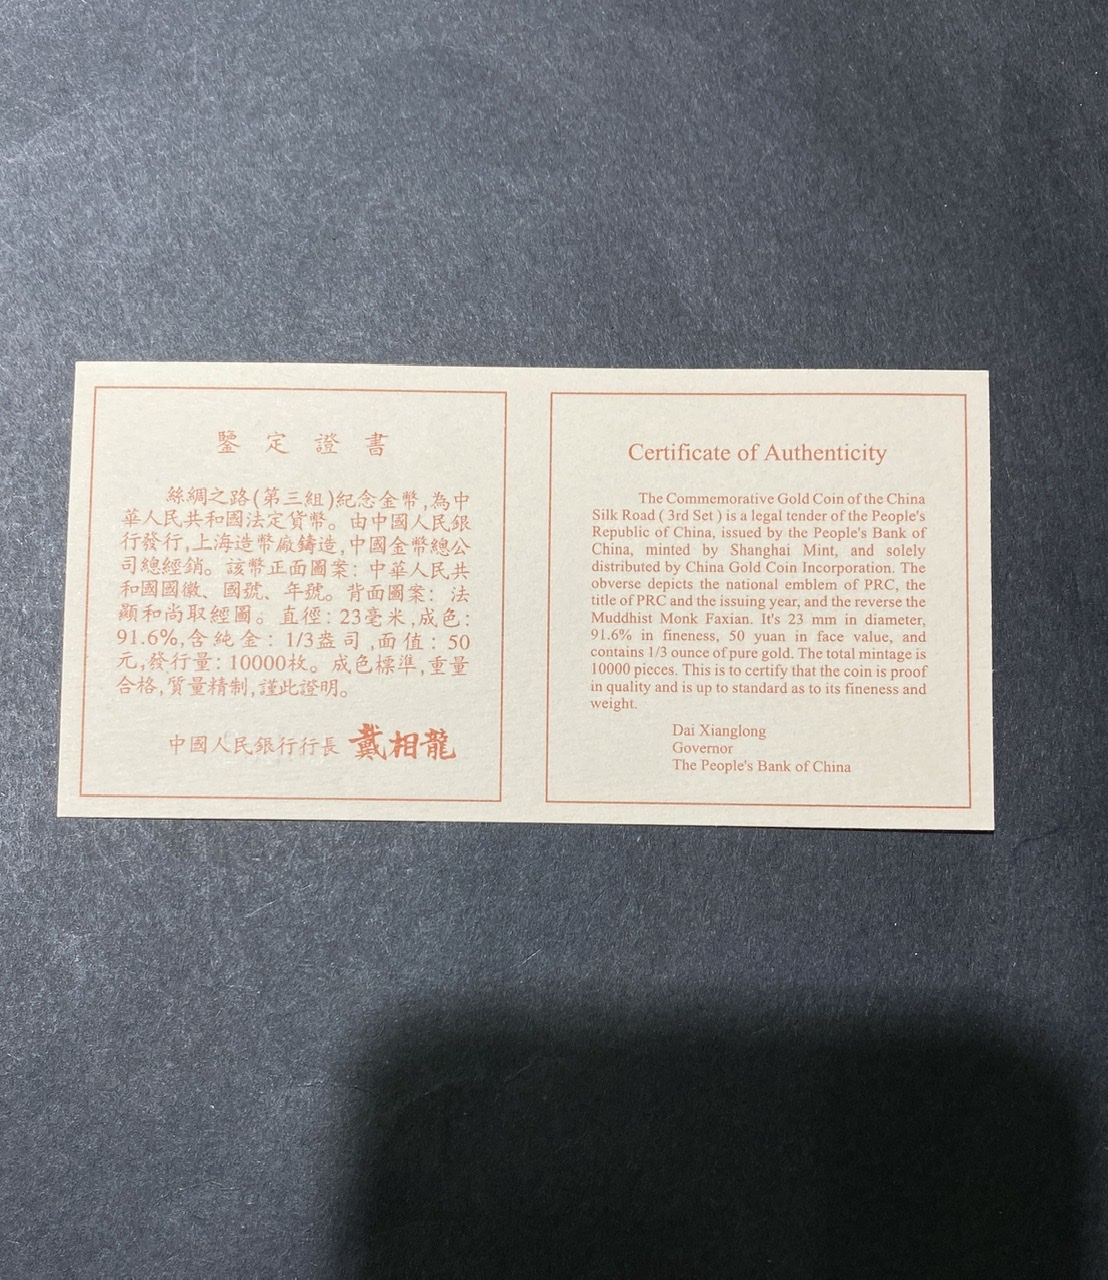 鑒定證書
絲綢之路(第三組)紀念金幣,為中
華人民共和國法定貨幣。由中國人民銀
行發行,上海造幣廠鑄造,中國金幣總公
司總經銷。該幣正面圖案:中華人民共
和國國徽、國號、年號。背面圖案:法
顯和尚取經圖。直徑:23毫米,成色:
91.6%,含純金:1/3盎司,面值:50
元,發行量:10000枚。成色標準,重量
合格,質量精制,謹此證明。
中國人民銀行行長 戴相龍
Certificate of Authenticity
The Commemorative Gold Coin of the China
Silk Road ( 3rd Set ) is a legal tender of the People's
Republic of China, issued by the People's Bank of
China, minted by Shanghai Mint, and solely
distributed by China Gold Coin Incorporation. The
obverse depicts the national emblem of PRC, the
title of PRC and the issuing year, and the reverse the
Muddhist Monk Faxian. It's 23 mm in diameter,
91.6% in fineness, 50 yuan in face value, and
contains 1/3 ounce of pure gold. The total mintage is
10000 pieces. This is to certify that the coin is proof
in quality and is up to standard as to its fineness and
weight.
Dai Xianglong
Governor
The People's Bank of China